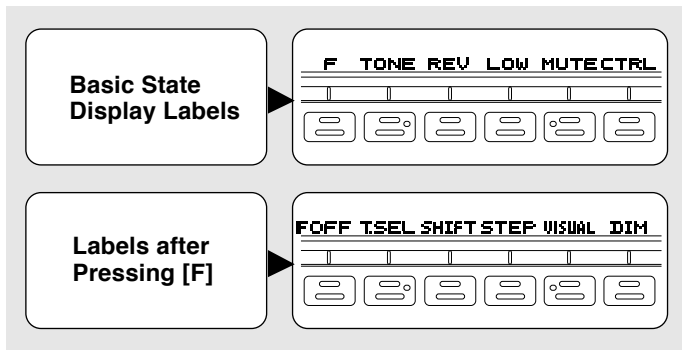 Basic State
Display Labels
F TONE REV LOW MUTE CTRL
Labels after
Pressing [F]
F OFF T.SEL SHIFT STEP VISUAL DIM